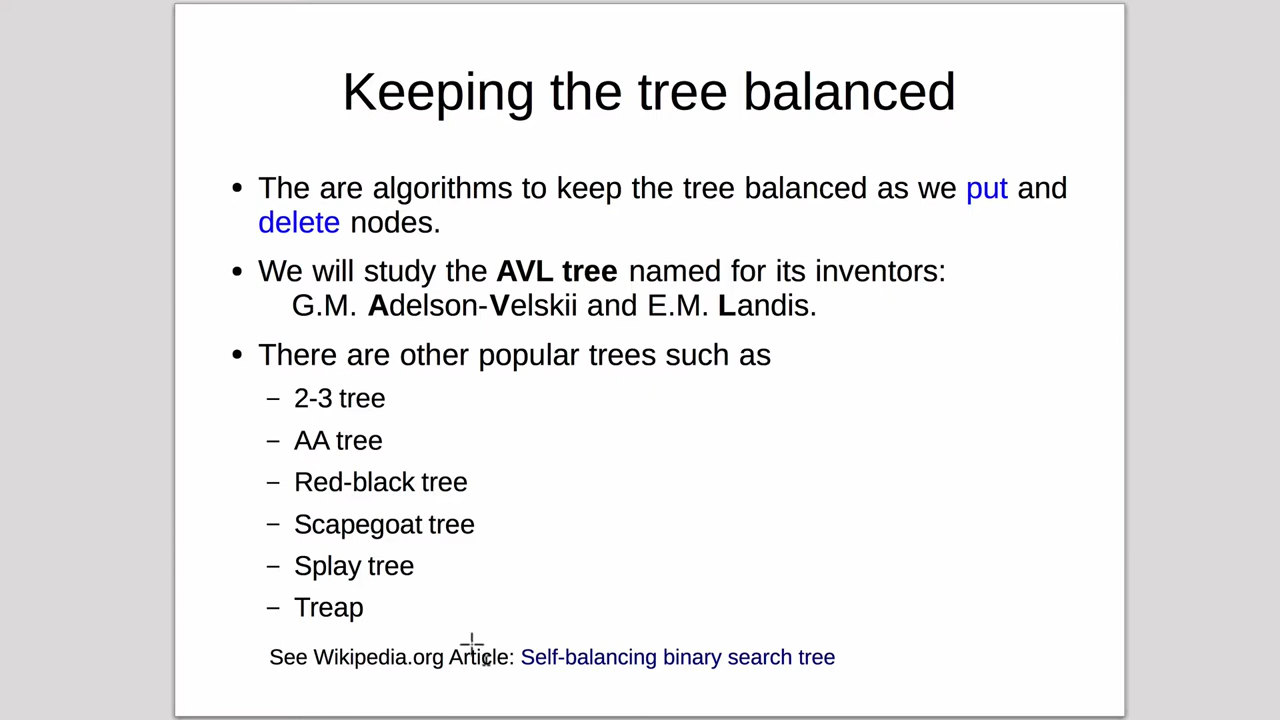 Keeping the tree balanced
• The are algorithms to keep the tree balanced as we put and
delete nodes.
• We will study the AVL tree named for its inventors:
G.M. Adelson-Velskii and E.M. Landis.
• There are other popular trees such as
– 2-3 tree
– AA tree
– Red-black tree
– Scapegoat tree
– Splay tree
– Treap
See Wikipedia.org Article: Self-balancing binary search tree